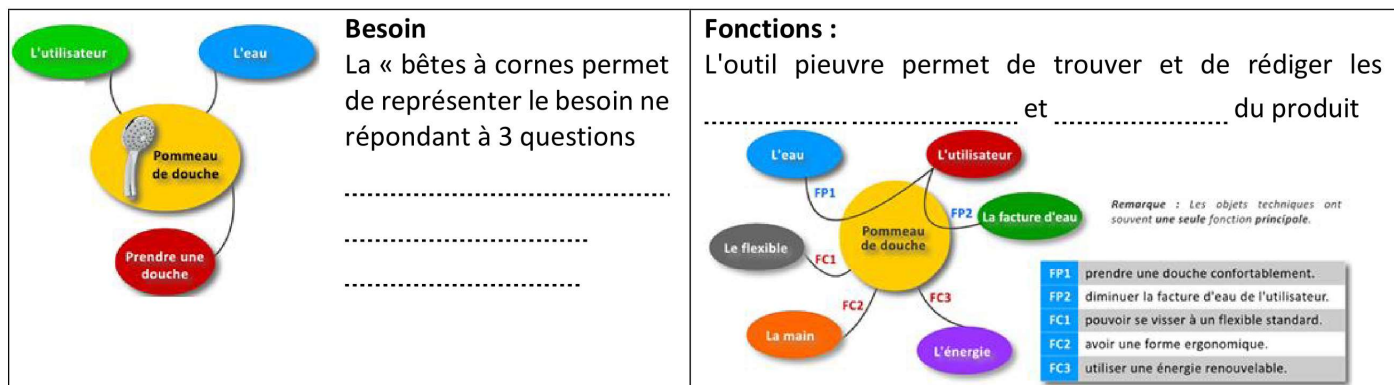 L'utilisateur
L'eau
Pommeau
de douche
Prendre une
douche
Besoin
La « bêtes à cornes permet
de représenter le besoin ne
répondant à 3 questions
..........................................................
............................................
..........................................
Fonctions :
L'outil pieuvre permet de trouver et de rédiger les
......................... ............................ et ............................. du produit
L'eau
L'utilisateur
FP1
FP2
La facture d'eau
Pommeau
de douche
Le flexible
FC1
FC2
FC3
La main
L'énergie
Remarque : Les objets techniques ont
souvent une seule fonction principale.
FP1 prendre une douche confortablement.
FP2 diminuer la facture d'eau de l'utilisateur.
FC1 pouvoir se visser à un flexible standard.
FC2 avoir une forme ergonomique.
FC3 utiliser une énergie renouvelable.